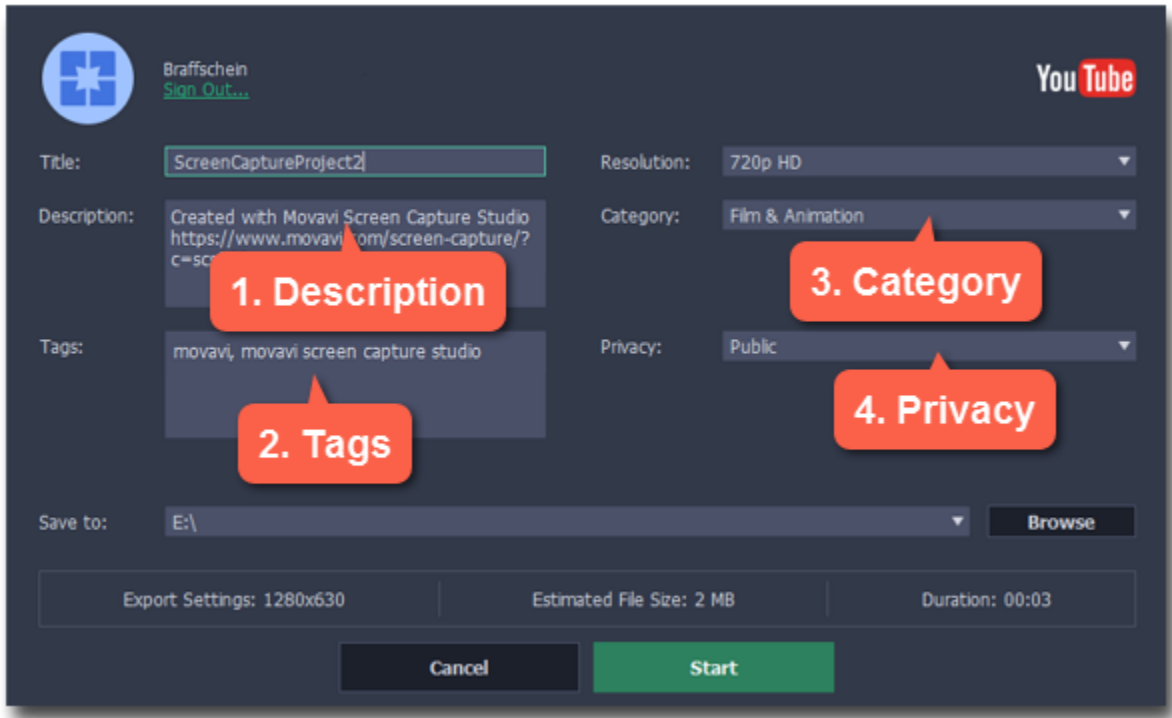 Braffschein
Sign Out...
You Tube
Title:
ScreenCaptureProject2
Resolution:
720p HD
Description:
Created with Movavi Screen Capture Studio
https://www.movavi.com/screen-capture/?
Category:
Film & Animation
1. Description
3. Category
Tags:
movavi, movavi screen capture studio
Privacy:
Public
2. Tags
4. Privacy
Save to:
E:\
Browse
Export Settings: 1280x630
Estimated File Size: 2 MB
Duration: 00:03
Cancel
Start